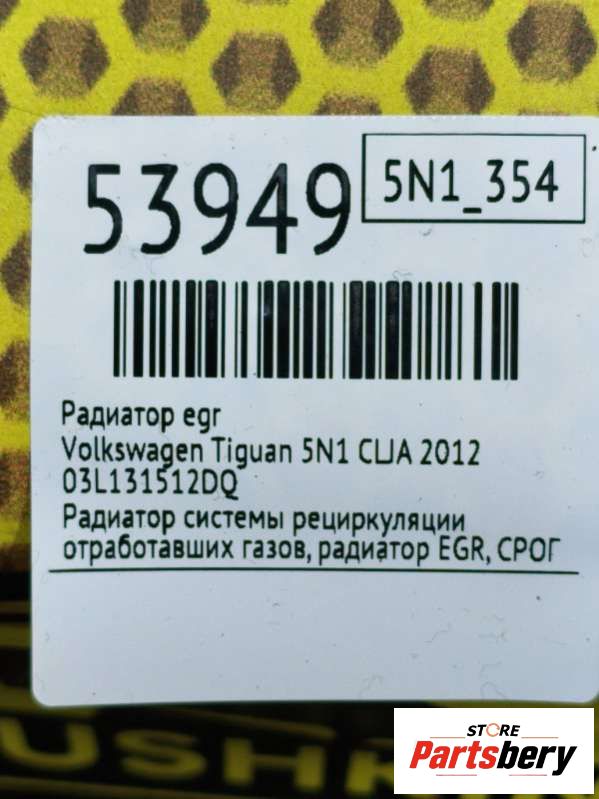 53949
5N1_354
Радиатор egr
Volkswagen Tiguan 5N1 CLJA 2012
03L131512DQ
Радиатор системы рециркуляции
отработавших газов, радиатор EGR, СРОГ
USHK
STORE
Partsbery